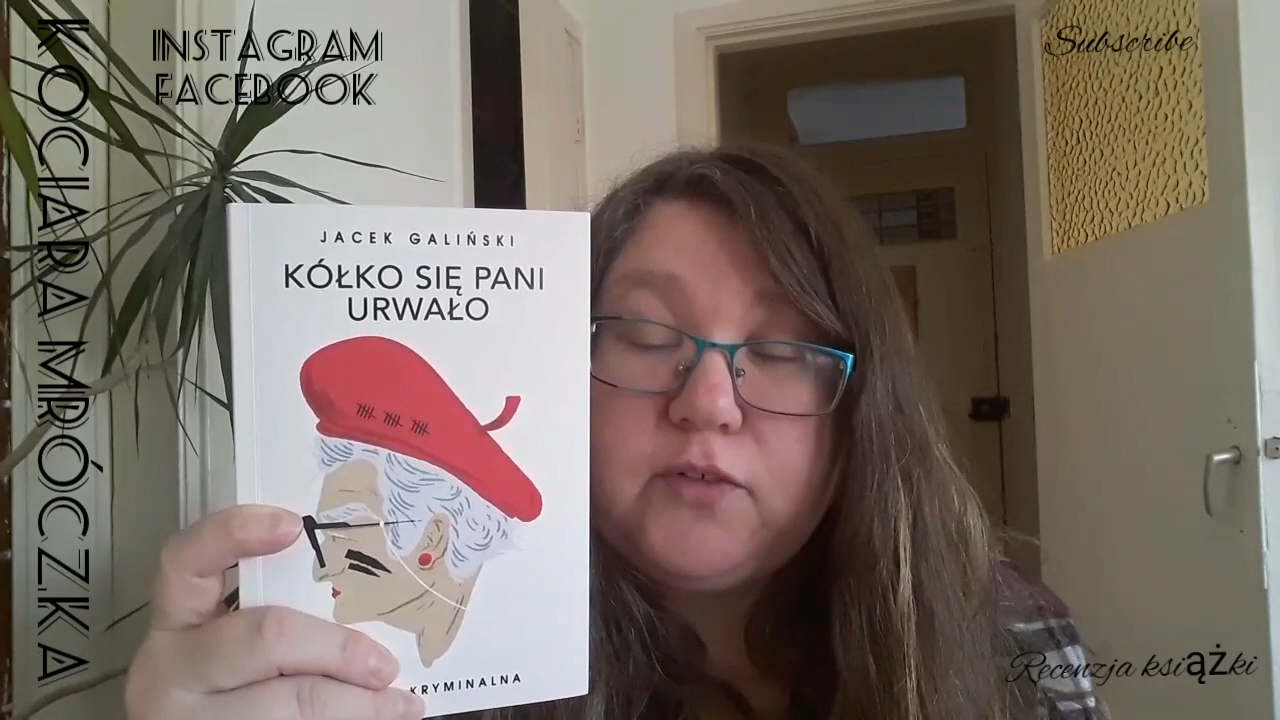 KOCIARA MRÓCZKA
INSTAGRAM
FACEBOOK
Subscribe
JACEK GALIŃSKI
KÓŁKO SIĘ PANI
URWAŁO
KRYMINALNA
Recenzja książki